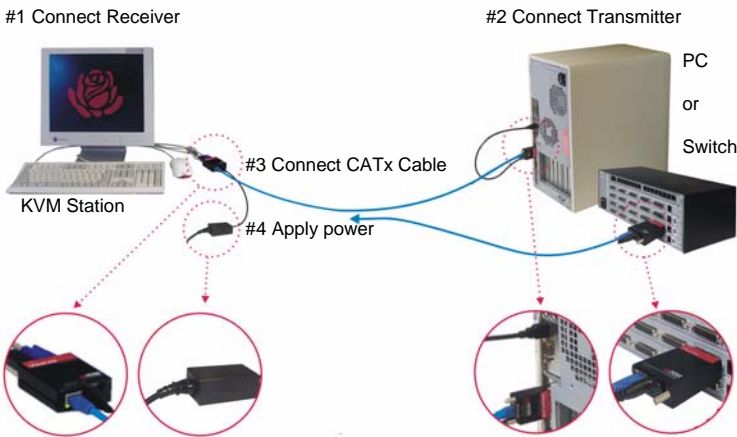 #1 Connect Receiver
#2 Connect Transmitter
PC
or
Switch
#3 Connect CATx Cable
KVM Station
#4 Apply power